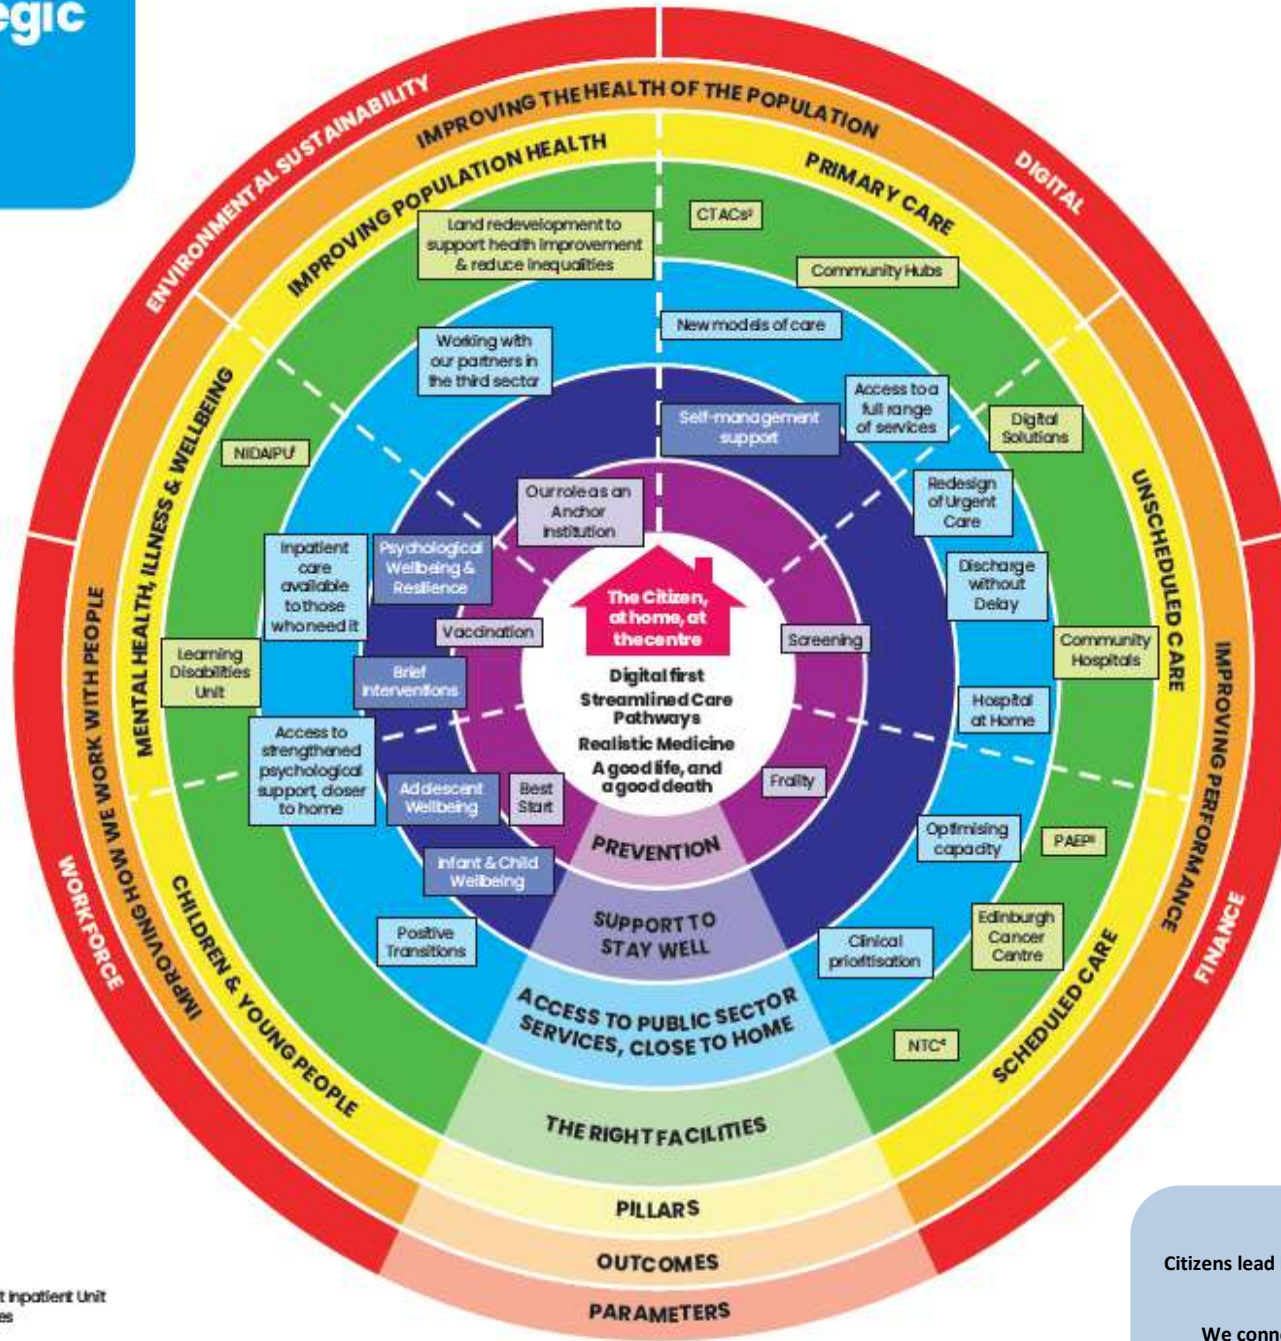 egic
ENVIRONMENTAL SUSTAINABILITY
DIGITAL
WORKFORCE
FINANCE
IMPROVING THE HEALTH OF THE POPULATION
IMPROVING HOW WE WORK WITH PEOPLE
IMPROVING PERFORMANCE
IMPROVING POPULATION HEALTH
PRIMARY CARE
MENTAL HEALTH, ILLNESS & WELLBEING
UNSCHEDULED CARE
CHILDREN & YOUNG PEOPLE
SCHEDULED CARE
Land redevelopment to
support health improvement
& reduce inequalities
CTACs²
Community Hubs
New models of care
Working with
our partners in
the third sector
Access to a
full range
of services
Self-management
support
Digital
Solutions
NIDAIPU¹
Our role as an
Anchor
institution
Redesign
of Urgent
Care
Inpatient
care
available
to those
who need it
Psychological
Wellbeing &
Resilience
Discharge
without
Delay
Vaccination
Screening
Community
Hospitals
Learning
Disabilities
Unit
Brief
interventions
Hospital
at Home
Access to
strengthened
psychological
support, closer
to home
Adolescent
Wellbeing
Best
Start
Frailty
Optimising
capacity
PAEP³
Infant & Child
Wellbeing
Positive
Transitions
Clinical
prioritisation
Edinburgh
Cancer
Centre
NTC⁴
The Citizen,
at home, at
the centre
Digital first
Streamlined Care
Pathways
Realistic Medicine
A good life, and
a good death
PREVENTION
SUPPORT TO
STAY WELL
ACCESS TO PUBLIC SECTOR
SERVICES, CLOSE TO HOME
THE RIGHT FACILITIES
PILLARS
OUTCOMES
PARAMETERS
t Inpatient Unit
es
Citizens lead
We conn